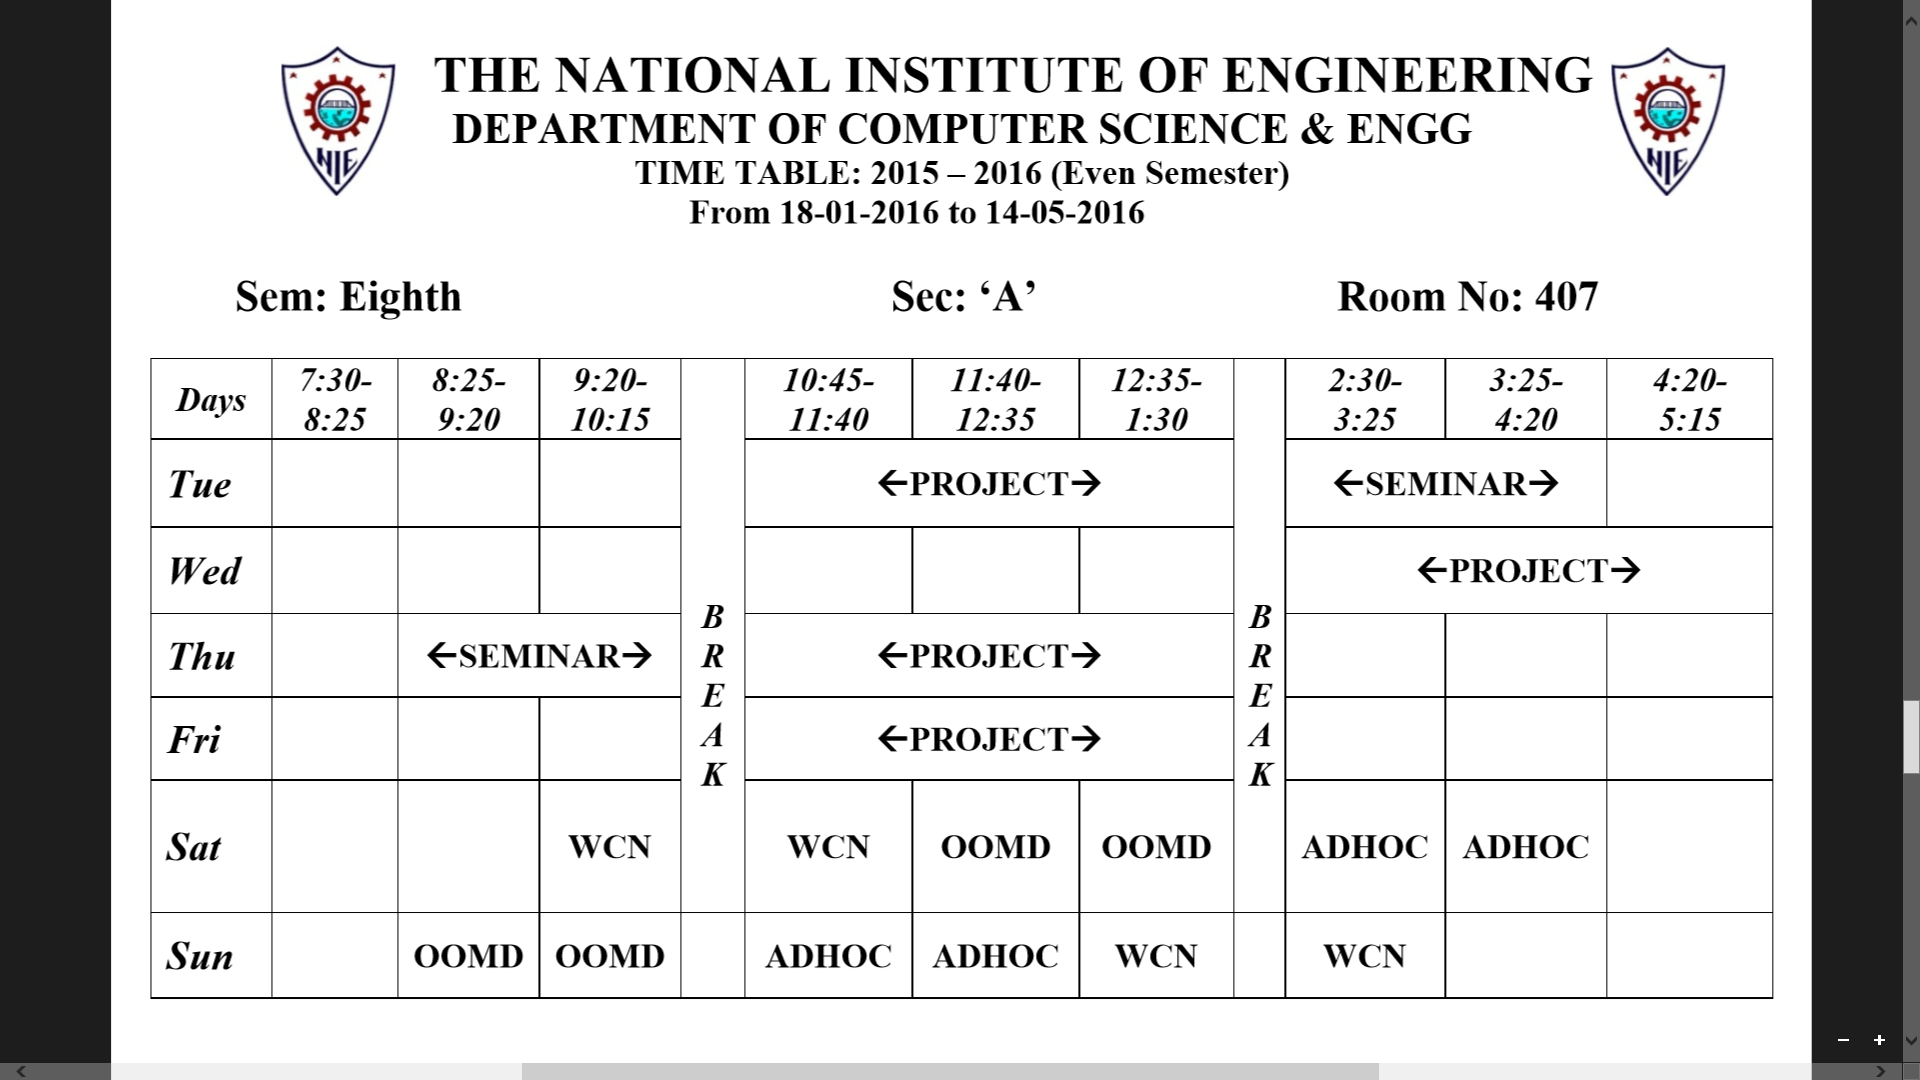 THE NATIONAL INSTITUTE OF ENGINEERING
DEPARTMENT OF COMPUTER SCIENCE & ENGG
TIME TABLE: 2015 – 2016 (Even Semester)
From 18-01-2016 to 14-05-2016
NIE
NIE
Sem: Eighth Sec: ‘A’ Room No: 407
Days 7:30-8:25 8:25-9:20 9:20-10:15 10:45-11:40 11:40-12:35 12:35-1:30 2:30-3:25 3:25-4:20 4:20-5:15
Tue ←PROJECT→ ←SEMINAR→
Wed ←PROJECT→
Thu ←SEMINAR→ ←PROJECT→
Fri ←PROJECT→
Sat WCN WCN OOMD OOMD ADHOC ADHOC
Sun OOMD OOMD ADHOC ADHOC WCN WCN
BREAK
BREAK